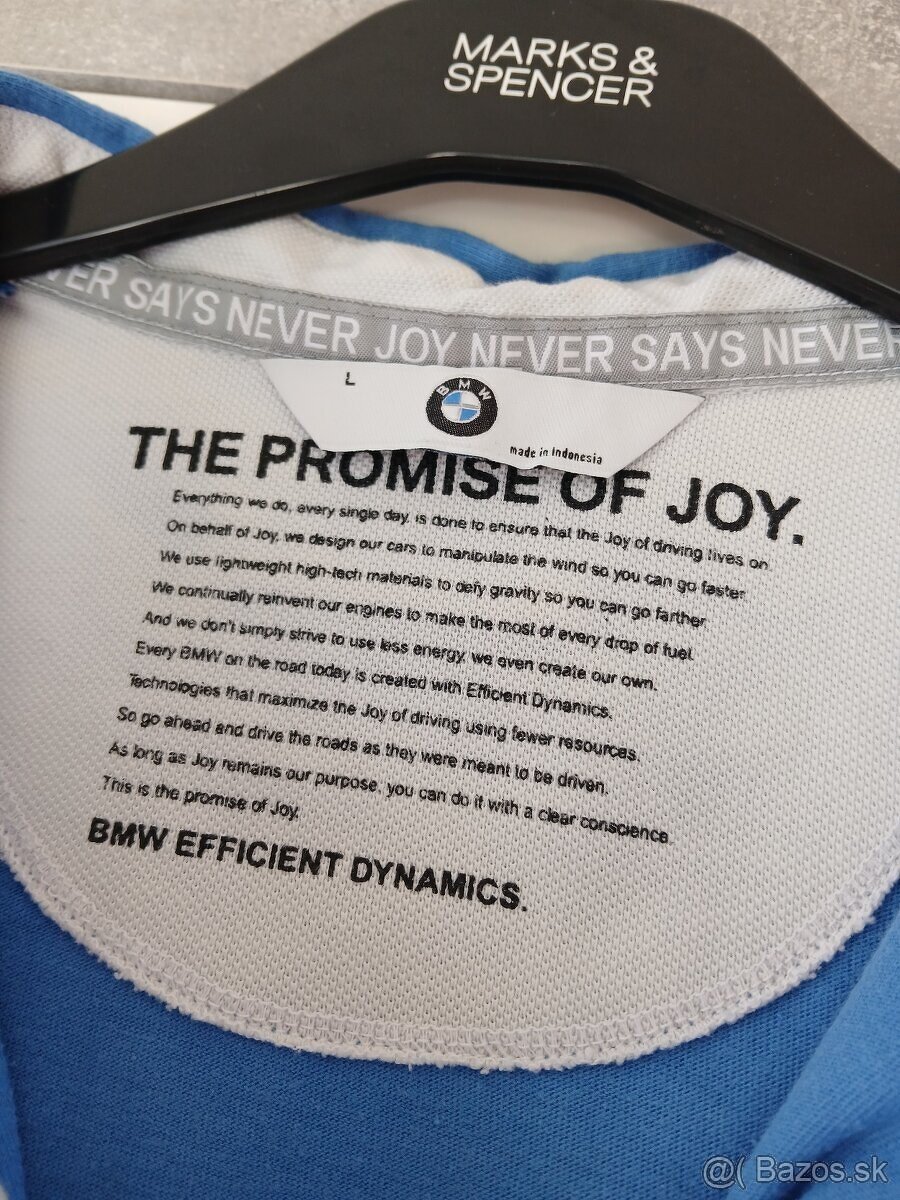 MARKS &
SPENCER
VER SAYS NEVER JOY NEVER SAYS NEVER
L
BMW
made in Indonesia
THE PROMISE OF JOY.
Everything we do, every single day, is done to ensure that the Joy of driving lives on
On behalf of Joy, we design our cars to manipulate the wind so you can go faster
We use lightweight high-tech materials to defy gravity so you can go farther
We continually reinvent our engines to make the most of every drop of fuel.
And we don't simply strive to use less energy, we even create our own.
Every BMW on the road today is created with Efficient Dynamics.
Technologies that maximize the Joy of driving using fewer resources.
So go ahead and drive the roads as they were meant to be driven.
As long as Joy remains our purpose, you can do it with a clear conscience.
This is the promise of Joy.
BMW EFFICIENT DYNAMICS.
@( Bazos.sk